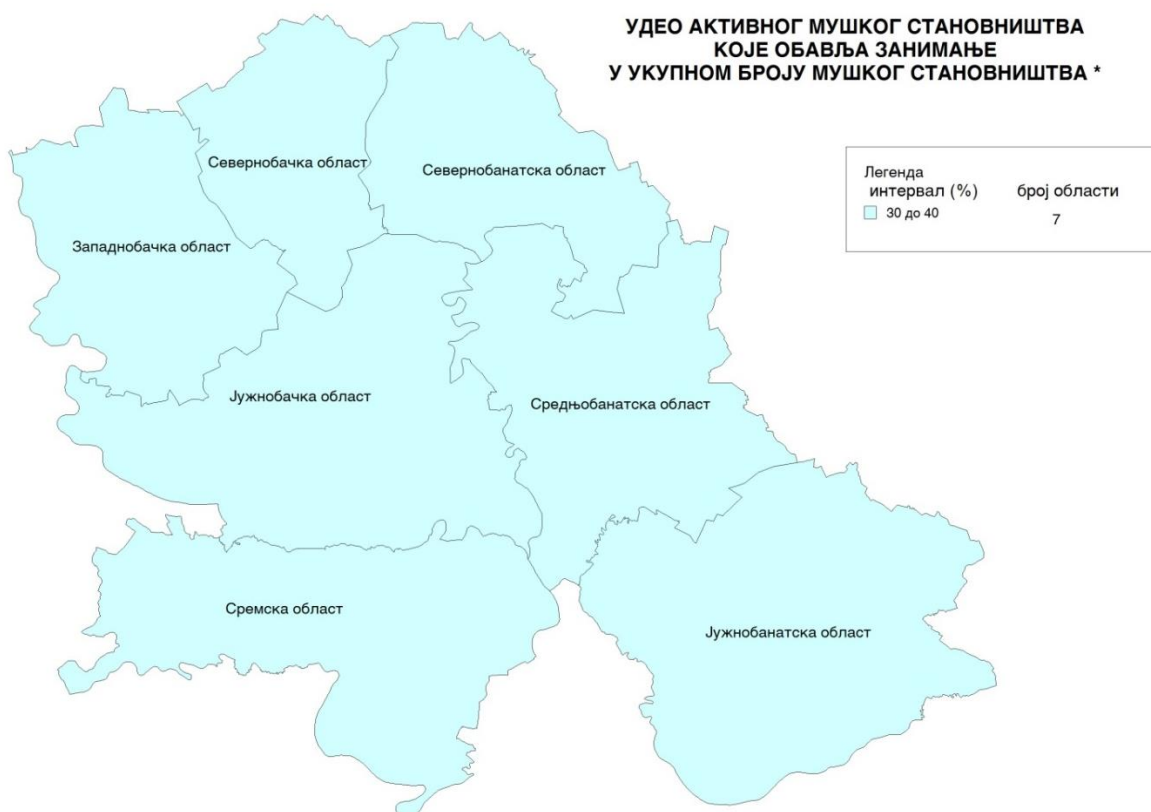 УДЕО АКТИВНОГ МУШКОГ СТАНОВНИШТВА
КОЈЕ ОБАВЉА ЗАНИМАЊЕ
У УКУПНОМ БРОЈУ МУШКОГ СТАНОВНИШТВА *
Легенда
интервал (%) број области
30 до 40 7
Севернобачка област
Севернобанатска област
Западнобачка област
Јужнобачка област
Средњобанатска област
Сремска област
Јужнобанатска област